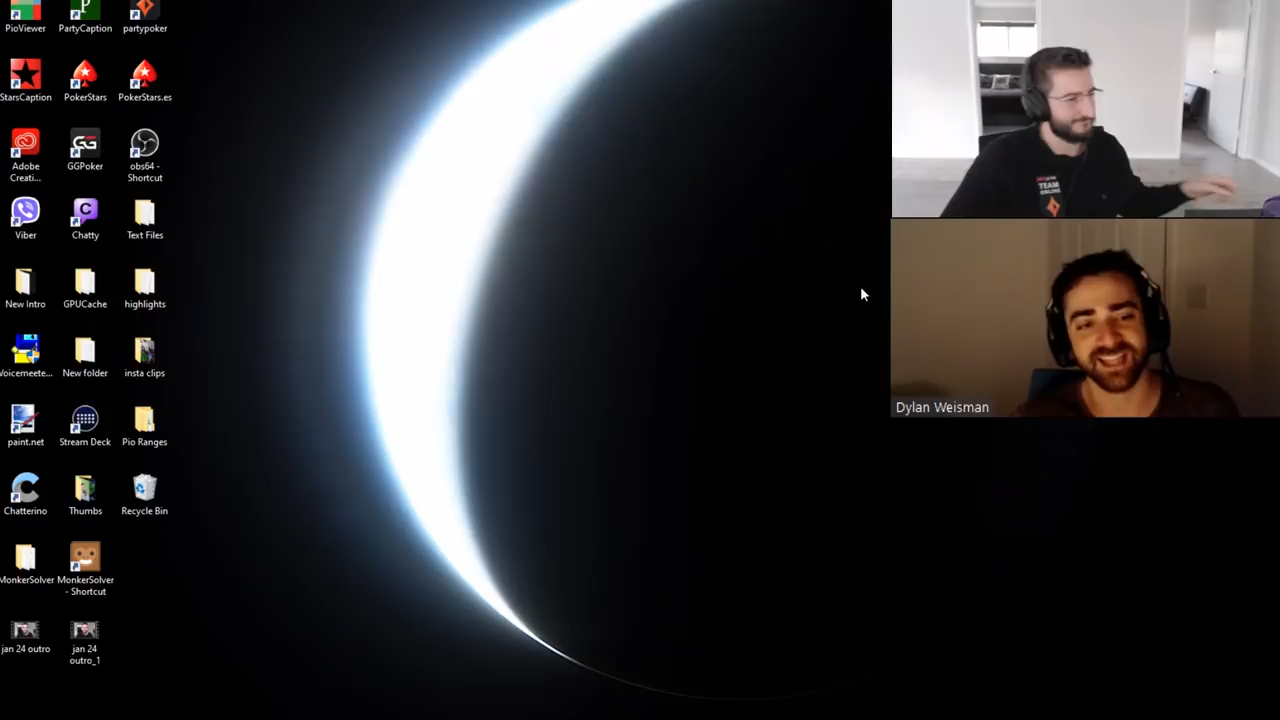 PioViewer
PartyCaption
partypoker
StarsCaption
PokerStars
PokerStars.es
Adobe
Creati...
GGPoker
obs64 -
Shortcut
Viber
Chatty
Text Files
New Intro
GPUCache
highlights
Voicemeete...
New folder
insta clips
paint.net
Stream Deck
Pio Ranges
Chatterino
Thumbs
Recycle Bin
MonkerSolver
MonkerSolver
- Shortcut
jan 24 outro
jan 24
outro_1
TEAM
ONLINE
Dylan Weisman